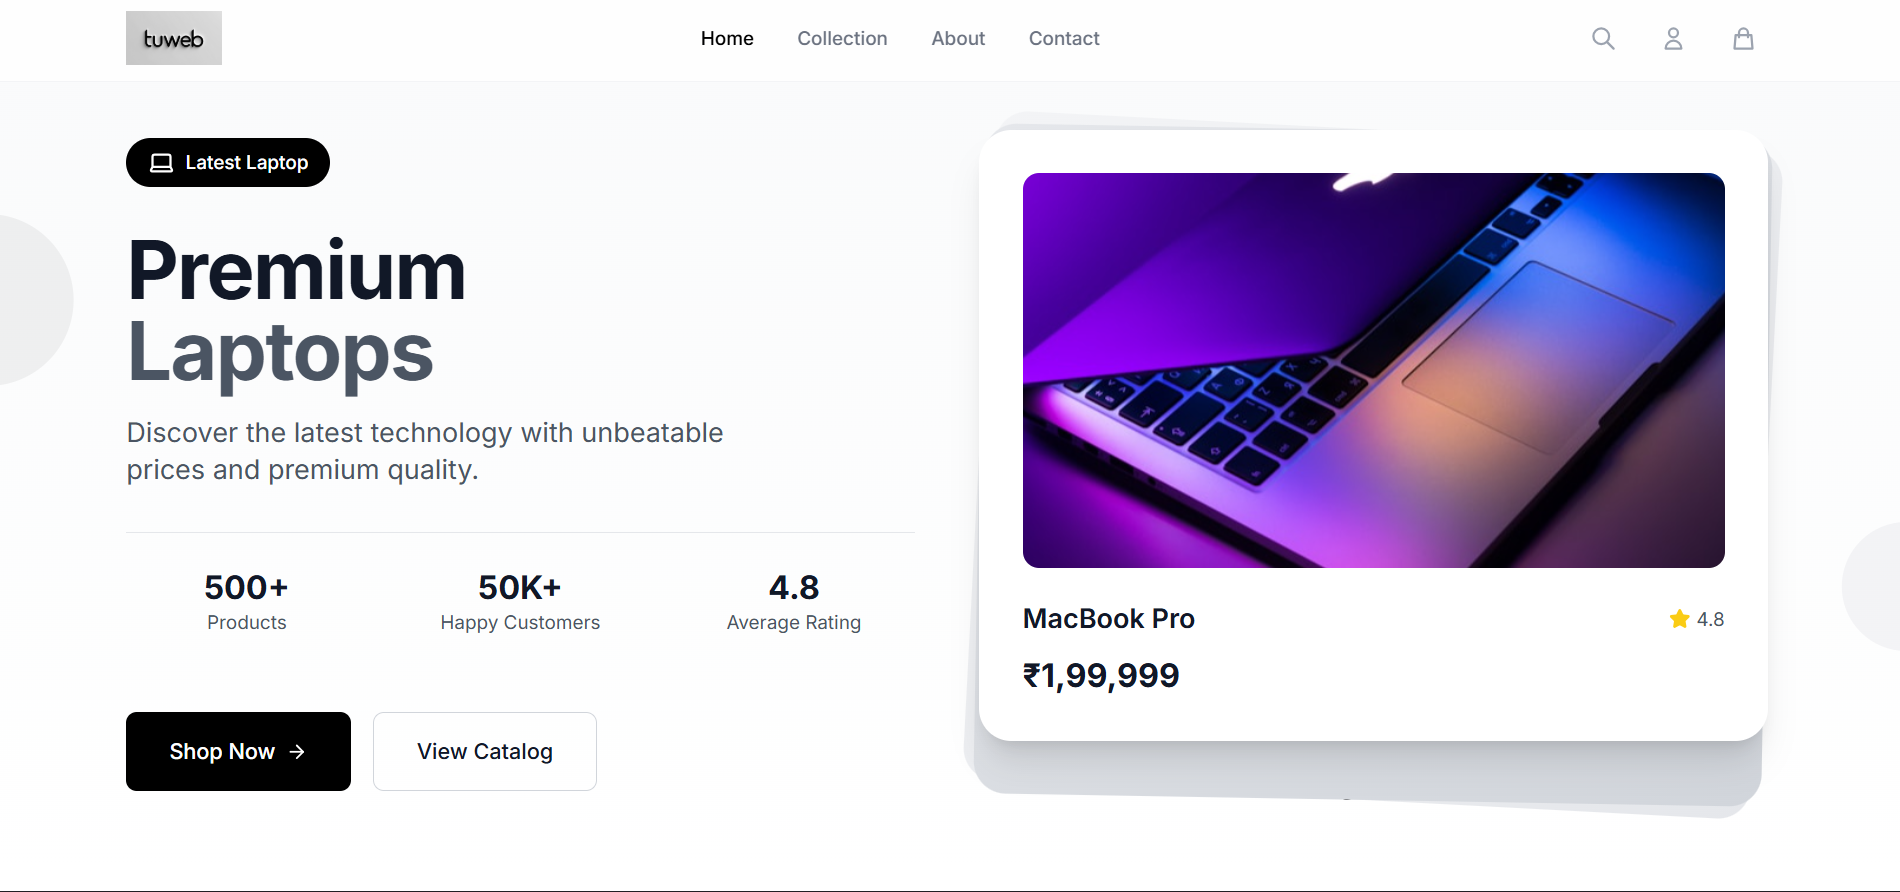 tuweb
Home
Collection
About
Contact
Latest Laptop
Premium
Laptops
Discover the latest technology with unbeatable
prices and premium quality.
500+
Products
50K+
Happy Customers
4.8
Average Rating
Shop Now
View Catalog
MacBook Pro
4.8
₹1,99,999